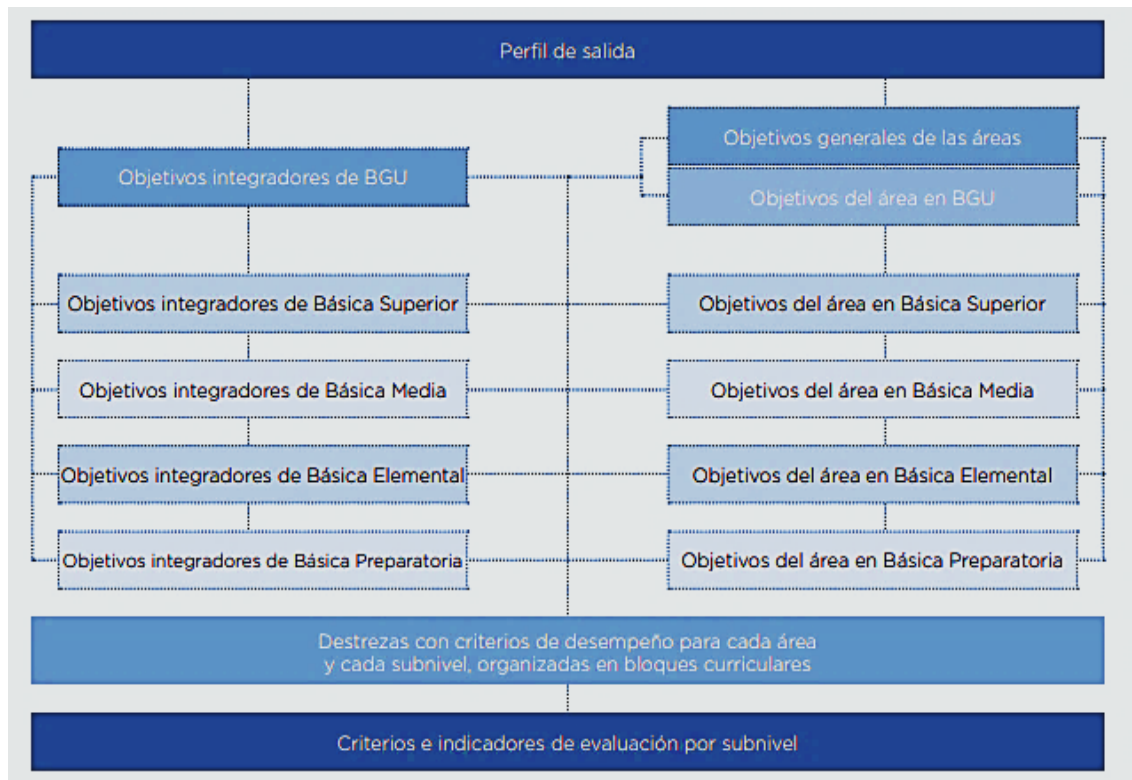 Perfil de salida
Objetivos generales de las áreas
Objetivos integradores de BGU
Objetivos del área en BGU
Objetivos integradores de Básica Superior
Objetivos del área en Básica Superior
Objetivos integradores de Básica Media
Objetivos del área en Básica Media
Objetivos integradores de Básica Elemental
Objetivos del área en Básica Elemental
Objetivos integradores de Básica Preparatoria
Objetivos del área en Básica Preparatoria
Destrezas con criterios de desempeño para cada área
y cada subnivel, organizadas en bloques curriculares
Criterios e indicadores de evaluación por subnivel